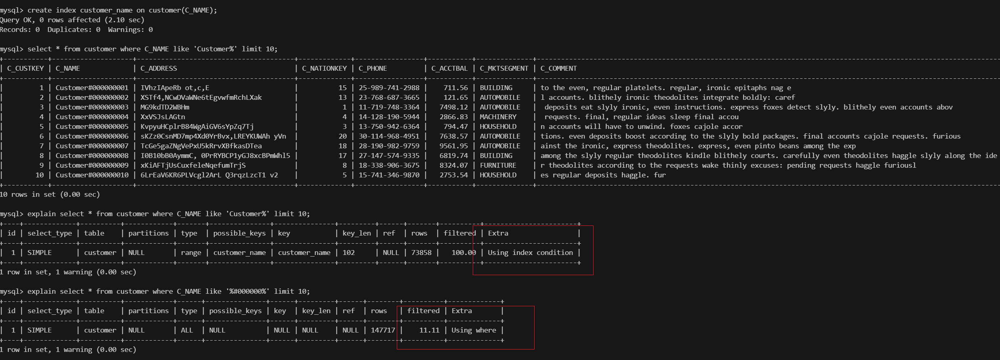 mysql> create index customer_name on customer(C_NAME);
Query OK, 0 rows affected (2.10 sec)
Records: 0  Duplicates: 0  Warnings: 0

mysql> select * from customer where C_NAME like 'Customer%' limit 10;
| C_CUSTKEY | C_NAME | C_ADDRESS | C_NATIONKEY | C_PHONE | C_ACCTBAL | C_MKTSEGMENT | C_COMMENT
| 1 | Customer#000000001 | IVhzIApeRb ot,c,E | 15 | 25-989-741-2988 | 711.56 | BUILDING | to the even, regular platelets. regular, ironic epitaphs nag e
| 2 | Customer#000000002 | XSTf4,NCwDVaWNe6tEgvwfmRchLXak | 13 | 23-768-687-3665 | 121.65 | AUTOMOBILE | l accounts. blithely ironic theodolites integrate boldly: caref
| 3 | Customer#000000003 | MG9kdTD2WBHm | 1 | 11-719-748-3364 | 7498.12 | AUTOMOBILE | deposits eat slyly ironic, even instructions. express foxes detect slyly. blithely even accounts abov
| 4 | Customer#000000004 | XxVSJsLAGtn | 4 | 14-128-190-5944 | 2866.83 | MACHINERY | requests. final, regular ideas sleep final accou
| 5 | Customer#000000005 | KvpyuHCplrB84WgAiGV6sYpZq7Tj | 3 | 13-750-942-6364 | 794.47 | HOUSEHOLD | n accounts will have to unwind. foxes cajole accor
| 6 | Customer#000000006 | sKZz0CsnMD7mp4Xd0YrBvx,LREYKUWAh yVn | 20 | 30-114-968-4951 | 7638.57 | AUTOMOBILE | tions. even deposits boost according to the slyly bold packages. final accounts cajole requests. furious
| 7 | Customer#000000007 | TcGe5gaZNgVePxU5kRrvXBfkasDTea | 18 | 28-190-982-9759 | 9561.95 | AUTOMOBILE | ainst the ironic, express theodolites. express, even pinto beans among the exp
| 8 | Customer#000000008 | I0B10bB0AymmC, 0PrRYBCP1yGJ8xcBPmWhl5 | 17 | 27-147-574-9335 | 6819.74 | BUILDING | among the slyly regular theodolites kindle blithely courts. carefully even theodolites haggle slyly along the ide
| 9 | Customer#000000009 | xKiAFTjUsCuxfeleNqefumTrjS | 8 | 18-338-906-3675 | 8324.07 | FURNITURE | r theodolites according to the requests wake thinly excuses: pending requests haggle furiousl
| 10 | Customer#000000010 | 6LrEaV6KR6PLVcgl2ArL Q3rqzLzcT1 v2 | 5 | 15-741-346-9870 | 2753.54 | HOUSEHOLD | es regular deposits haggle. fur
10 rows in set (0.00 sec)

mysql> explain select * from customer where C_NAME like 'Customer%' limit 10;
| id | select_type | table | partitions | type | possible_keys | key | key_len | ref | rows | filtered | Extra |
| 1 | SIMPLE | customer | NULL | range | customer_name | customer_name | 102 | NULL | 73858 | 100.00 | Using index condition |
1 row in set, 1 warning (0.00 sec)

mysql> explain select * from customer where C_NAME like '%#000000%' limit 10;
| id | select_type | table | partitions | type | possible_keys | key | key_len | ref | rows | filtered | Extra |
| 1 | SIMPLE | customer | NULL | ALL | NULL | NULL | NULL | NULL | 147717 | 11.11 | Using where |
1 row in set, 1 warning (0.00 sec)